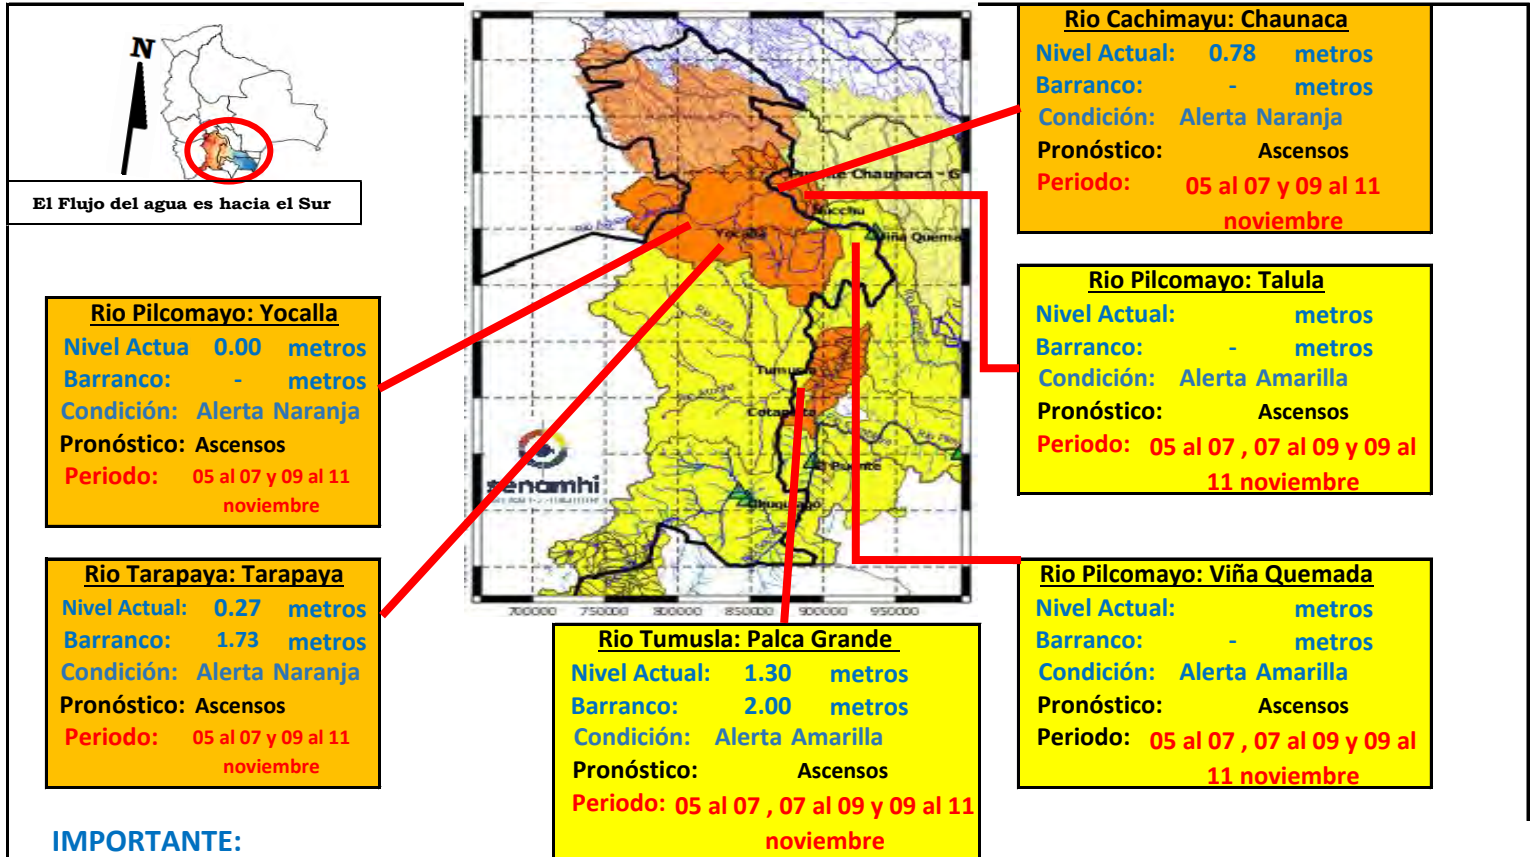 N
El Flujo del agua es hacia el Sur
Rio Pilcomayo: Yocalla
Nivel Actua 0.00 metros
Barranco: - metros
Condición: Alerta Naranja
Pronóstico: Ascensos
Periodo: 05 al 07 y 09 al 11
noviembre
Rio Tarapaya: Tarapaya
Nivel Actual: 0.27 metros
Barranco: 1.73 metros
Condición: Alerta Naranja
Pronóstico: Ascensos
Periodo: 05 al 07 y 09 al 11
noviembre
IMPORTANTE:
Puente Chaunaca - G
Yocalla
Viña Quema
Tumusla
Cotagaita
El Puente
senamhi
700000 750000 800000 850000 900000 950000
Rio Tumusla: Palca Grande
Nivel Actual: 1.30 metros
Barranco: 2.00 metros
Condición: Alerta Amarilla
Pronóstico: Ascensos
Periodo: 05 al 07 , 07 al 09 y 09 al 11
noviembre
Rio Cachimayu: Chaunaca
Nivel Actual: 0.78 metros
Barranco: - metros
Condición: Alerta Naranja
Pronóstico: Ascensos
Periodo: 05 al 07 y 09 al 11
noviembre
Rio Pilcomayo: Talula
Nivel Actual: metros
Barranco: - metros
Condición: Alerta Amarilla
Pronóstico: Ascensos
Periodo: 05 al 07 , 07 al 09 y 09 al
11 noviembre
Rio Pilcomayo: Viña Quemada
Nivel Actual: metros
Barranco: - metros
Condición: Alerta Amarilla
Pronóstico: Ascensos
Periodo: 05 al 07 , 07 al 09 y 09 al
11 noviembre